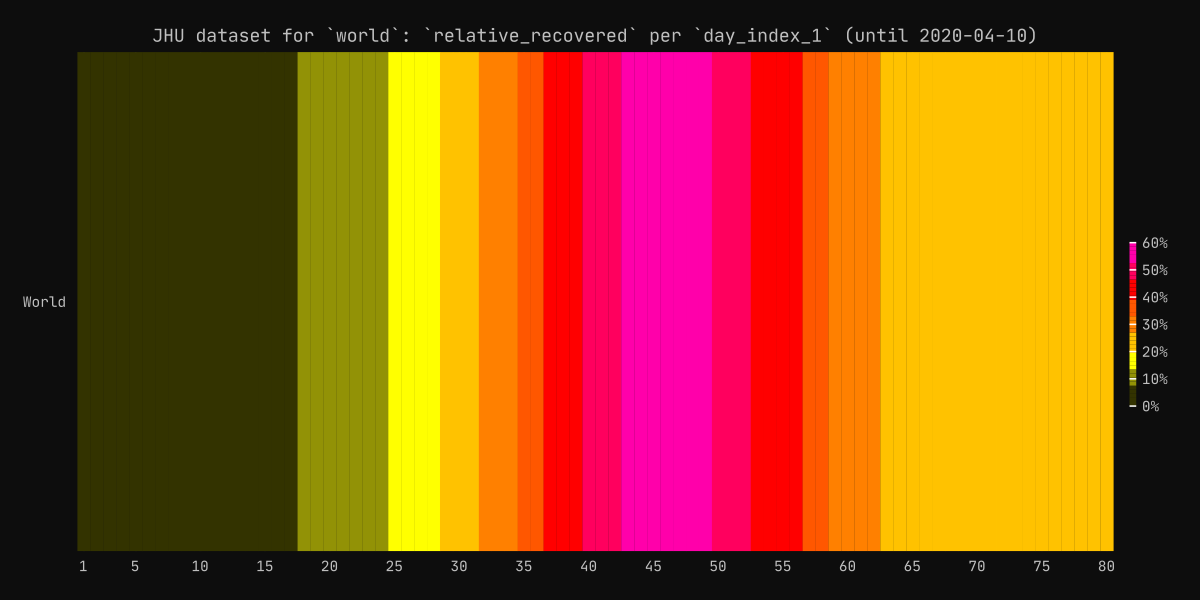 JHU dataset for `world`: `relative_recovered` per `day_index_1` (until 2020-04-10)
60%
50%
40%
30%
20%
10%
0%
World
1 5 10 15 20 25 30 35 40 45 50 55 60 65 70 75 80